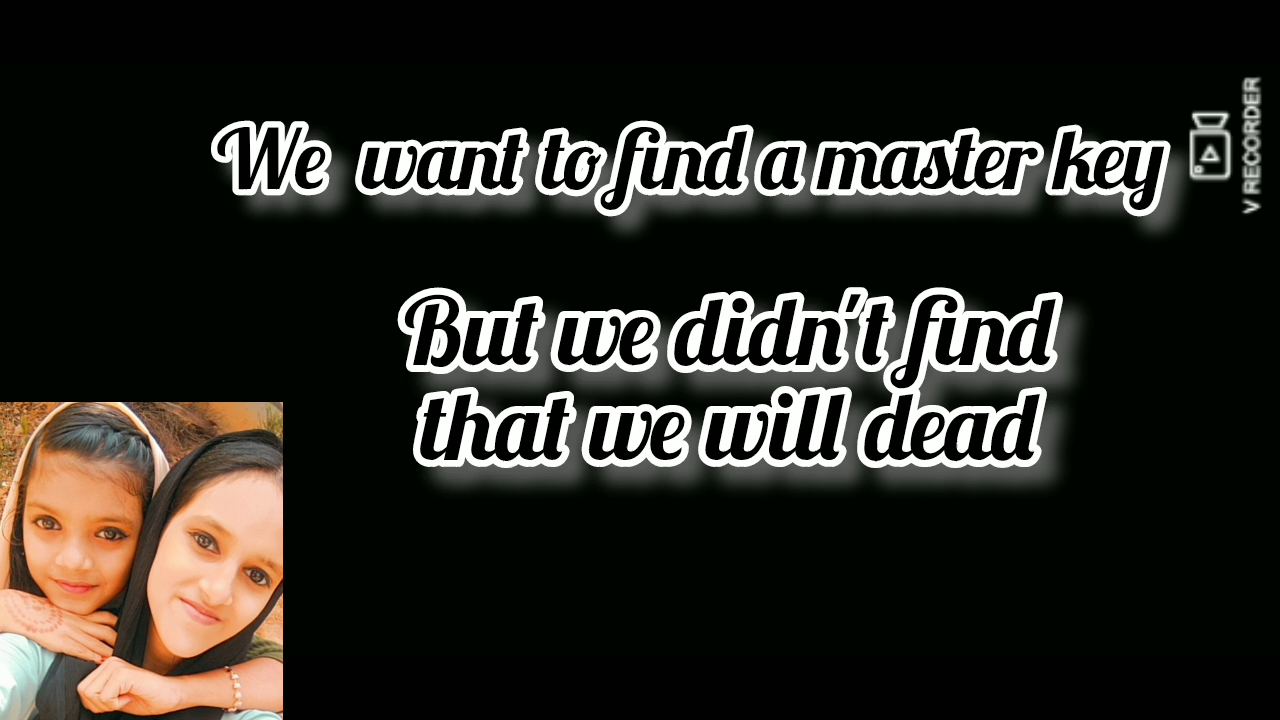 We want to find a master key
But we didn't find
that we will dead
V RECORDER